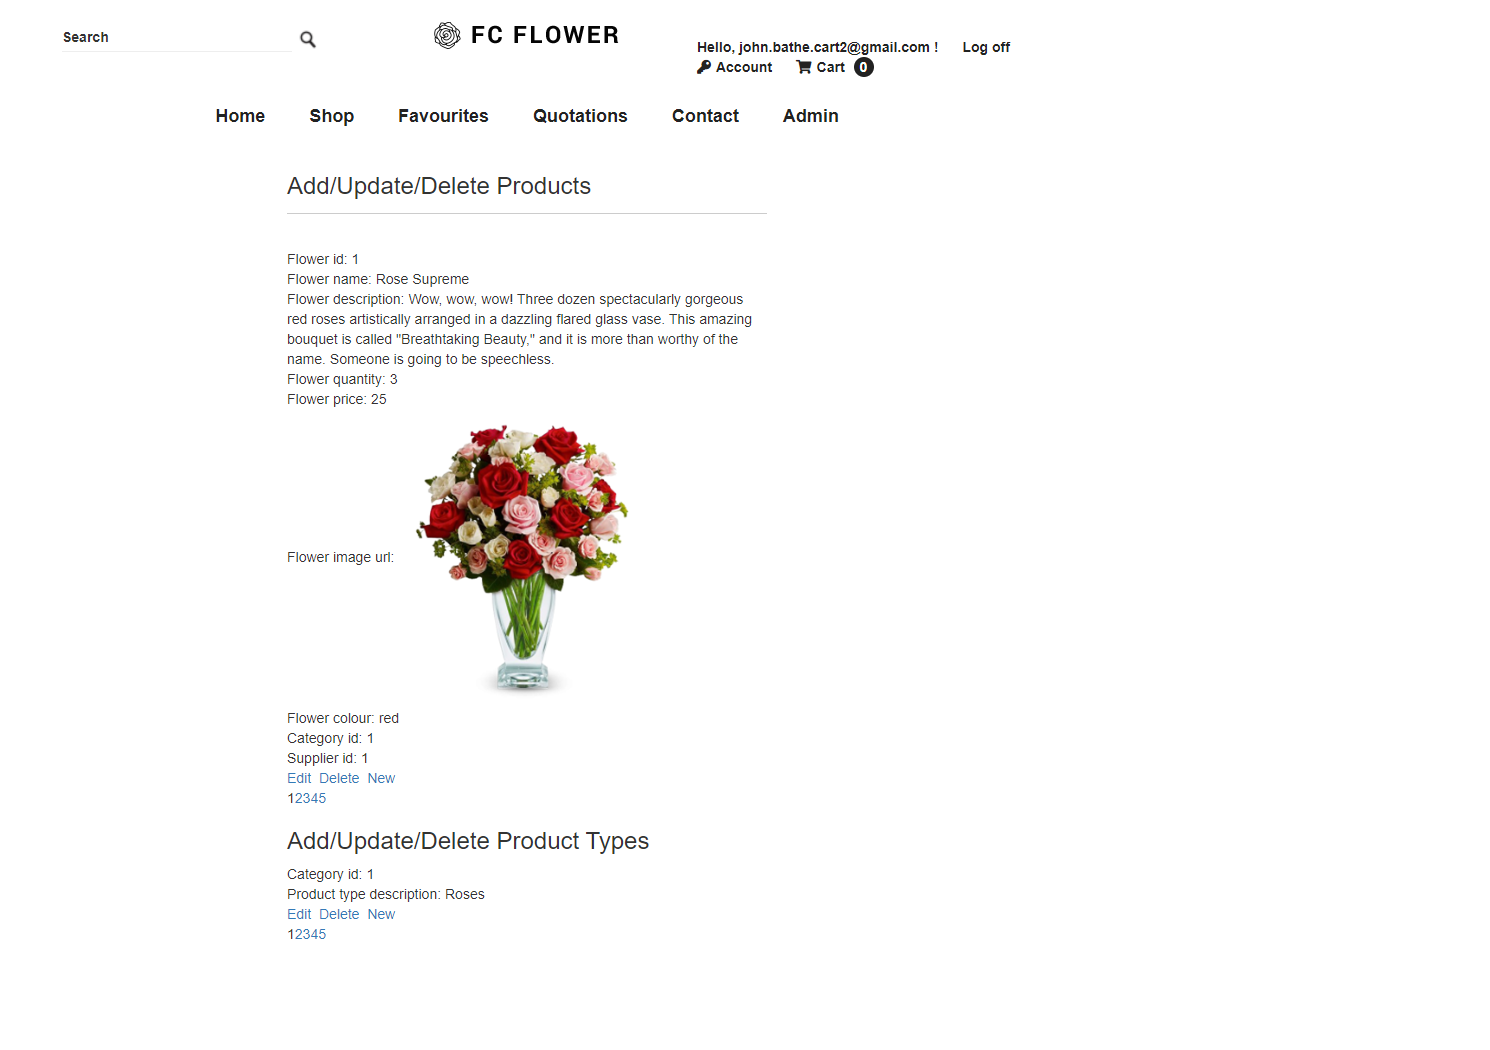 Search
FC FLOWER
Hello, john.bathe.cart2@gmail.com ! Log off
Account Cart 0
Home Shop Favourites Quotations Contact Admin
Add/Update/Delete Products
Flower id: 1
Flower name: Rose Supreme
Flower description: Wow, wow, wow! Three dozen spectacularly gorgeous
red roses artistically arranged in a dazzling flared glass vase. This amazing
bouquet is called "Breathtaking Beauty," and it is more than worthy of the
name. Someone is going to be speechless.
Flower quantity: 3
Flower price: 25
Flower image url:
Flower colour: red
Category id: 1
Supplier id: 1
Edit Delete New
12345
Add/Update/Delete Product Types
Category id: 1
Product type description: Roses
Edit Delete New
12345